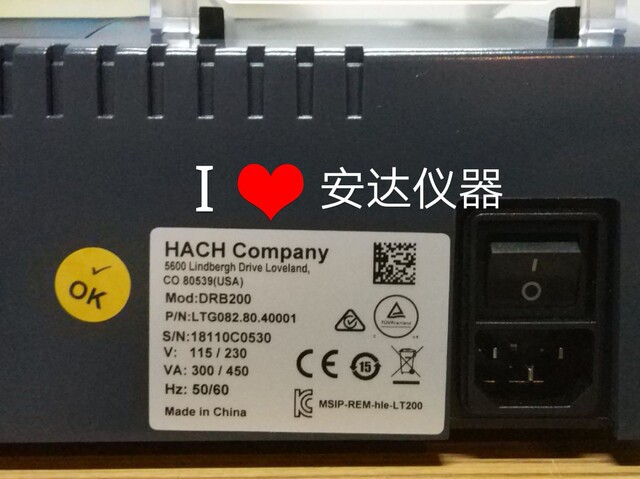 I ❤ 安达仪器
HACH Company
5600 Lindbergh Drive Loveland,
CO 80539(USA)
Mod:DRB200
P/N:LTG082.80.40001
S/N:18110C0530
V: 115 / 230
VA: 300 / 450
Hz: 50/60
Made in China
15
MSIP-REM-hle-LT200
OK
I
O